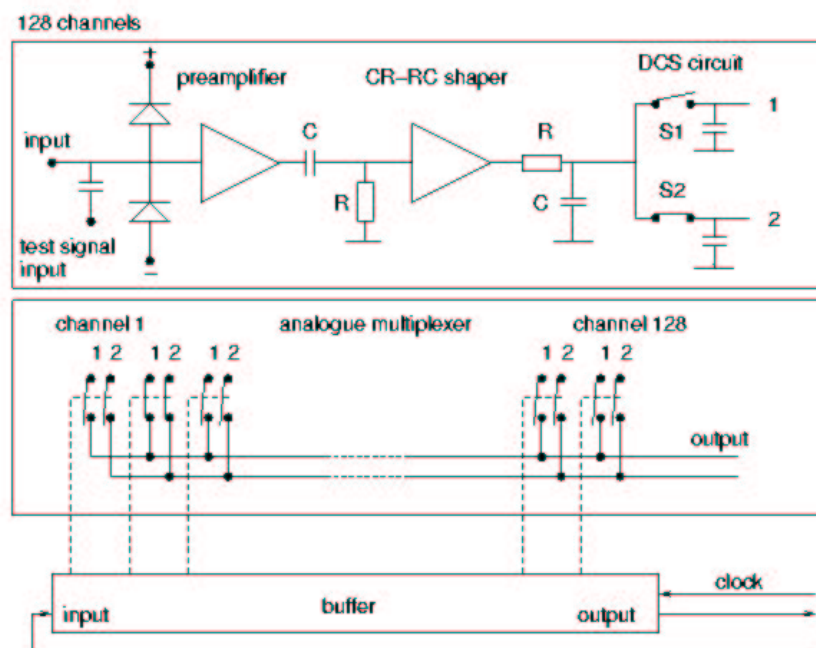 128 channels
+
preamplifier
CR–RC shaper
DCS circuit
1
input
C
R
S1
R
C
S2
2
test signal
input
–
channel 1
analogue multiplexer
channel 128
1 2 1 2 1 2 1 2 1 2
output
clock
input
buffer
output